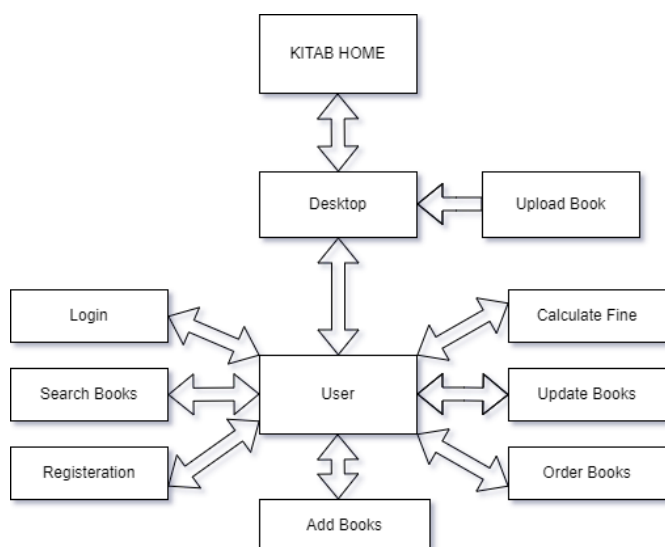 KITAB HOME
Desktop
Upload Book
Login
Calculate Fine
Search Books
User
Update Books
Registeration
Order Books
Add Books